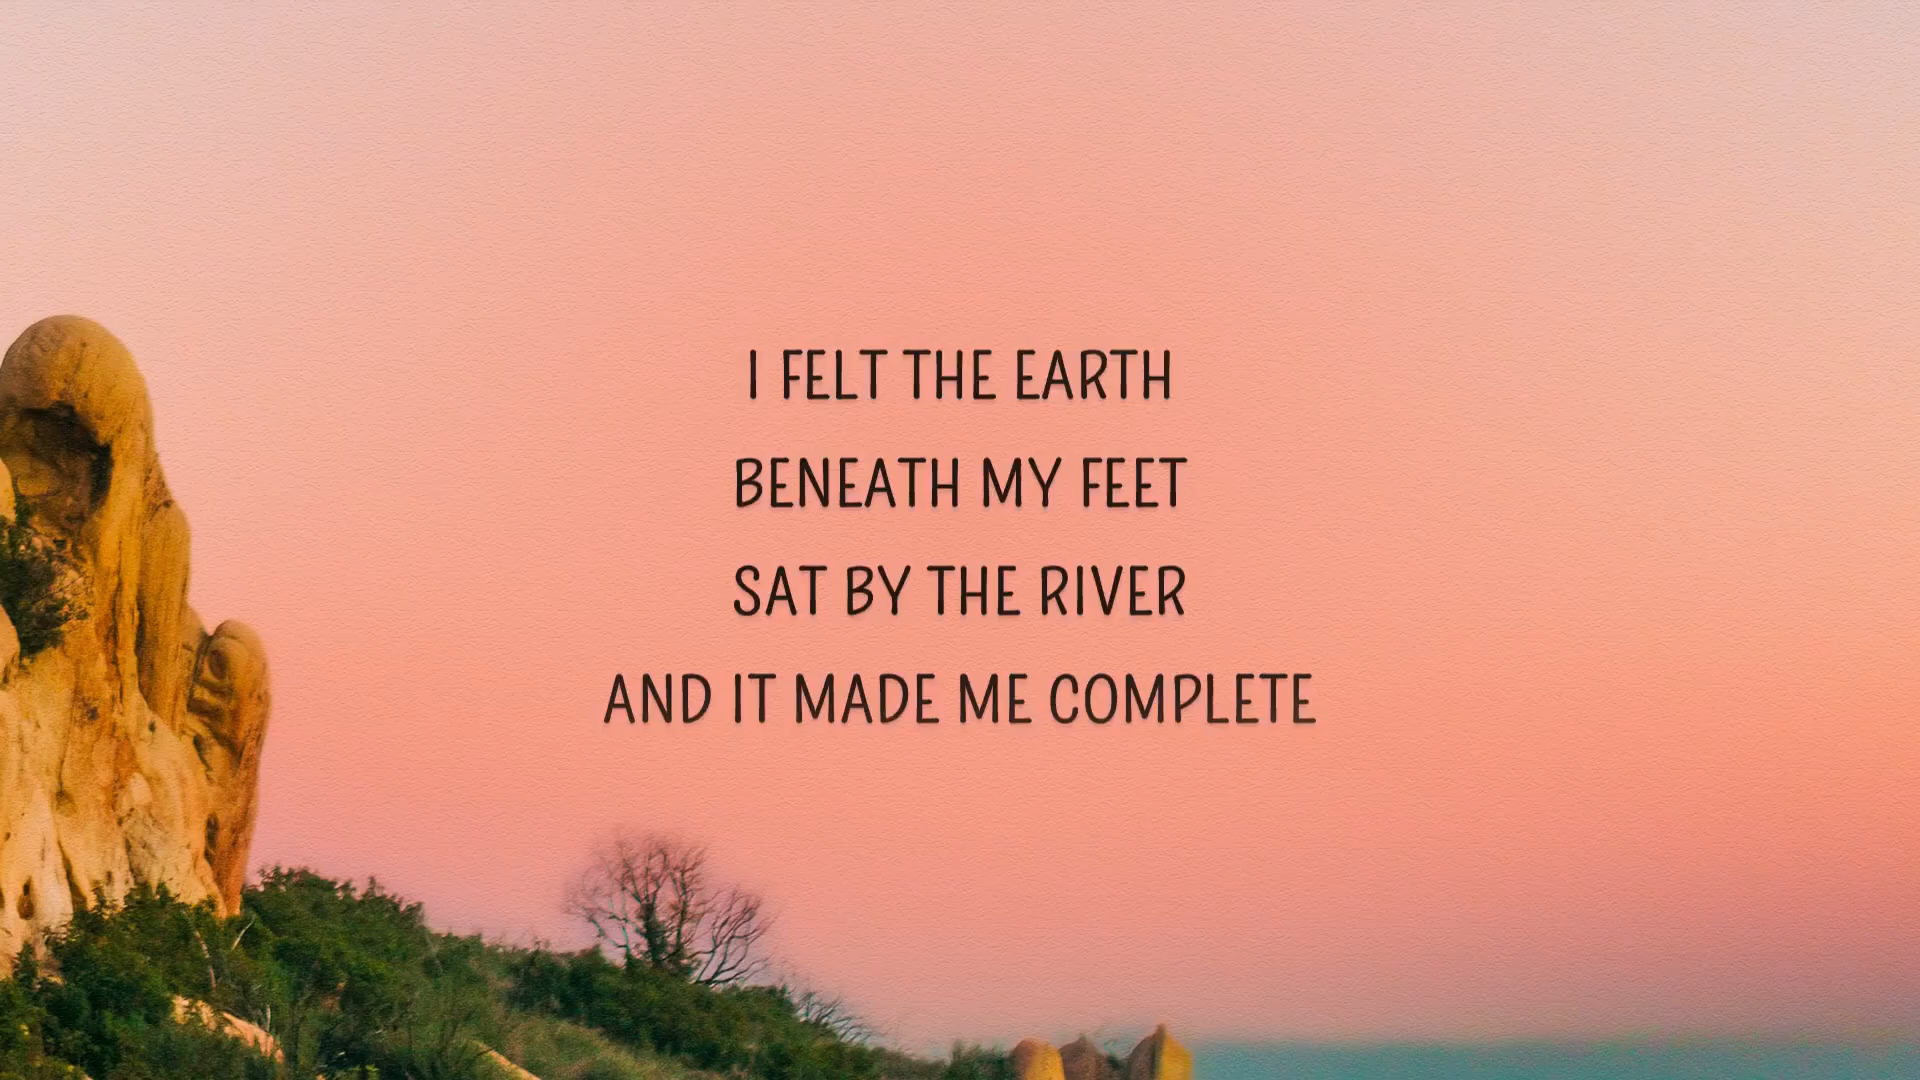 I FELT THE EARTH
BENEATH MY FEET
SAT BY THE RIVER
AND IT MADE ME COMPLETE